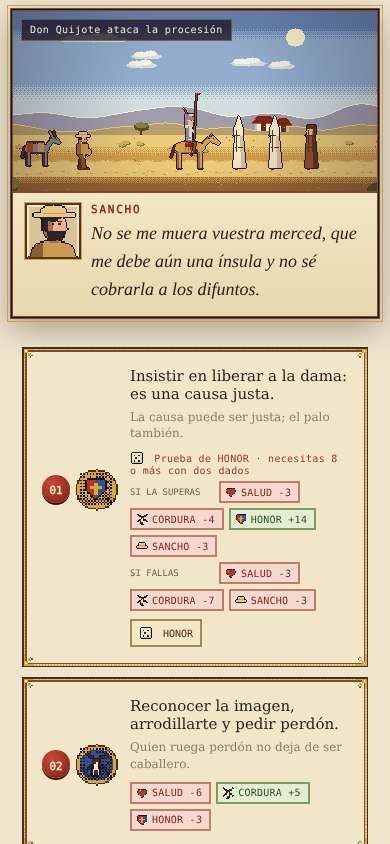 Don Quijote ataca la procesión
SANCHO
No se me muera vuestra merced, que
me debe aún una ínsula y no sé
cobrarla a los difuntos.
Insistir en liberar a la dama:
es una causa justa.
La causa puede ser justa; el palo
también.
Prueba de HONOR · necesitas 8
o más con dos dados
01
SI LA SUPERAS SALUD -3
CORDURA -4 HONOR +14
SANCHO -3
SI FALLAS SALUD -3
CORDURA -7 SANCHO -3
HONOR
Reconocer la imagen,
arrodillarte y pedir perdón.
Quien ruega perdón no deja de ser
caballero.
02
SALUD -6 CORDURA +5
HONOR -3